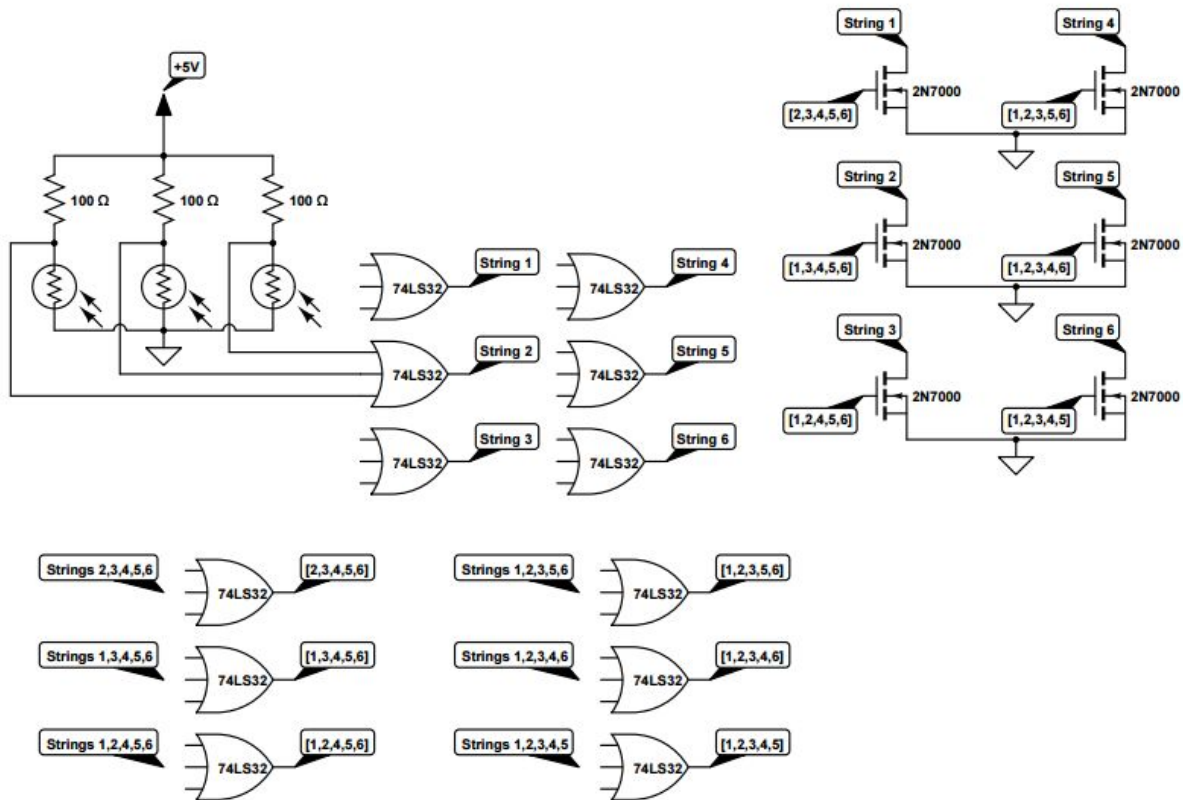 String 1
String 4
+5V
2N7000
2N7000
[2,3,4,5,6]
[1,2,3,5,6]
String 2
String 5
100 Ω
100 Ω
100 Ω
2N7000
2N7000
[1,3,4,5,6]
[1,2,3,4,6]
String 1
String 4
74LS32
74LS32
String 3
String 6
String 2
String 5
74LS32
74LS32
2N7000
2N7000
[1,2,4,5,6]
[1,2,3,4,5]
String 3
String 6
74LS32
74LS32
Strings 2,3,4,5,6
[2,3,4,5,6]
Strings 1,2,3,5,6
[1,2,3,5,6]
74LS32
74LS32
Strings 1,3,4,5,6
[1,3,4,5,6]
Strings 1,2,3,4,6
[1,2,3,4,6]
74LS32
74LS32
Strings 1,2,4,5,6
[1,2,4,5,6]
Strings 1,2,3,4,5
[1,2,3,4,5]
74LS32
74LS32